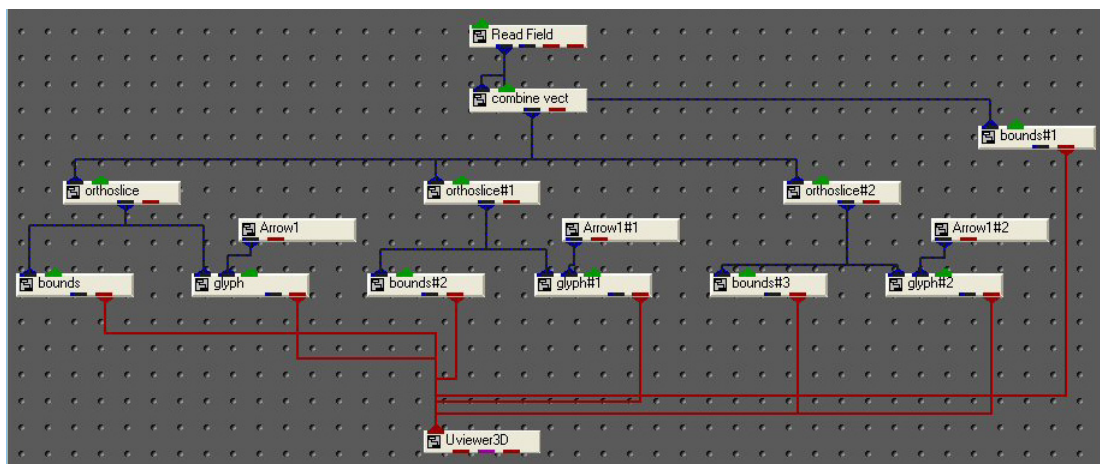 Read Field
combine vect
bounds#1
orthoslice
orthoslice#1
orthoslice#2
Arrow1
Arrow1#1
Arrow1#2
bounds
glyph
bounds#2
glyph#1
bounds#3
glyph#2
Uviewer3D